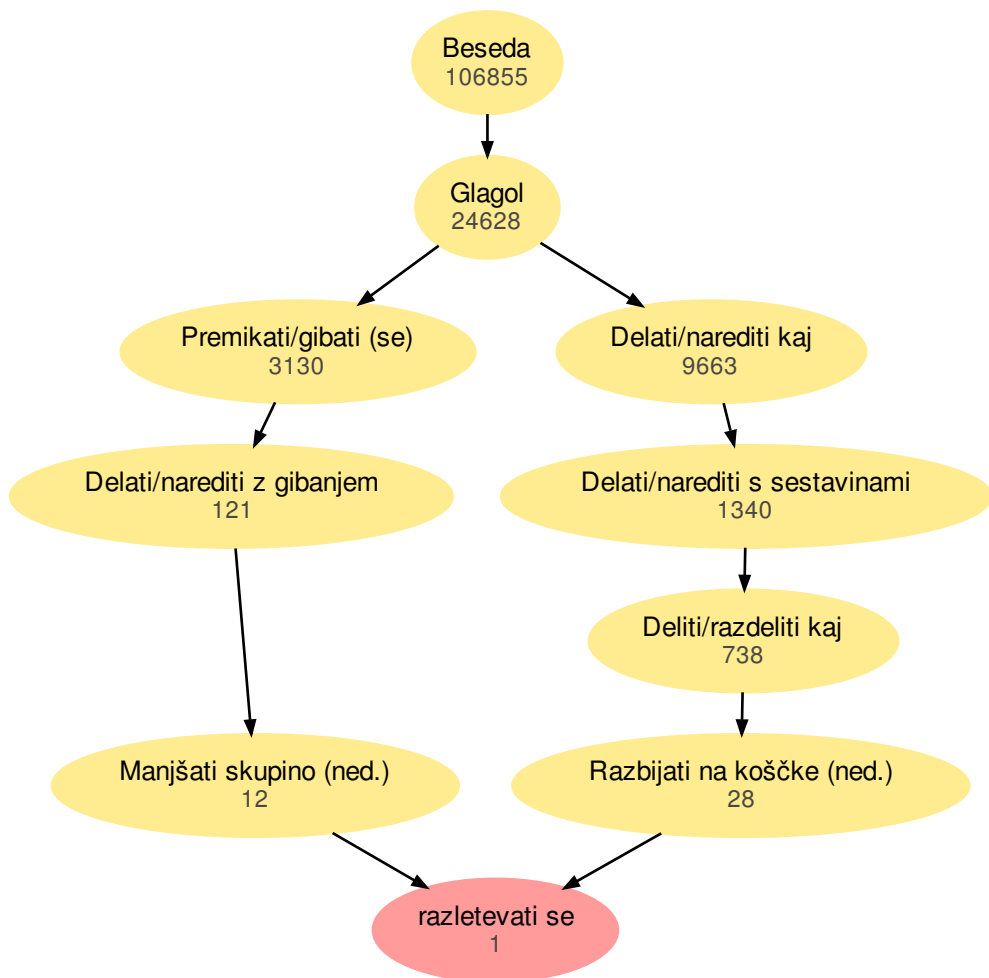 Beseda
106855
Glagol
24628
Premikati/gibati (se)
3130
Delati/narediti kaj
9663
Delati/narediti z gibanjem
121
Delati/narediti s sestavinami
1340
Deliti/razdeliti kaj
738
Manjšati skupino (ned.)
12
Razbijati na koščke (ned.)
28
razletevati se
1